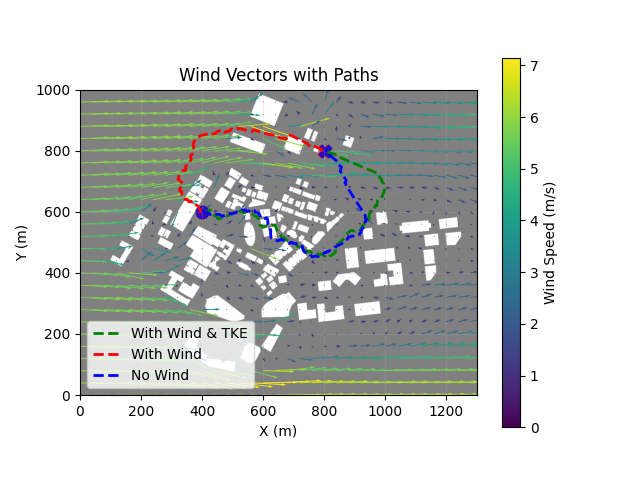 Wind Vectors with Paths
1000
800
600
400
200
0
Y (m)
With Wind & TKE
With Wind
No Wind
0 200 400 600 800 1000 1200
X (m)
7
6
5
4
3
2
1
0
Wind Speed (m/s)